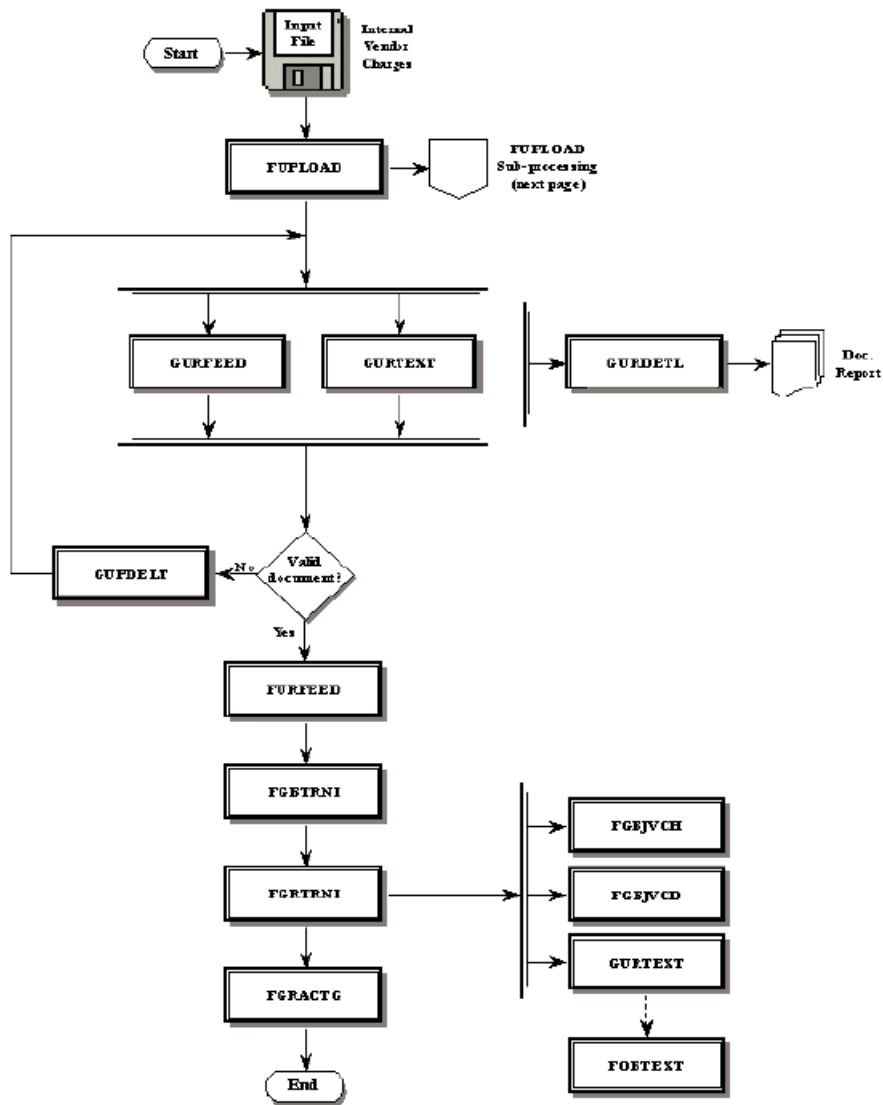 Start
Input
File
Internal
Vendor
Charges
FUPLOAD
FUPLOAD
Sub-processing
(next page)
GURFEED
GURTEXT
GURDETL
Doc.
Report
GUPDELT
No
Valid
document?
Yes
FURFEED
FGBTRNI
FGRTRNI
FGBJVCH
FGBJVCD
GURTEXT
FGRACTG
FOBTEXT
End